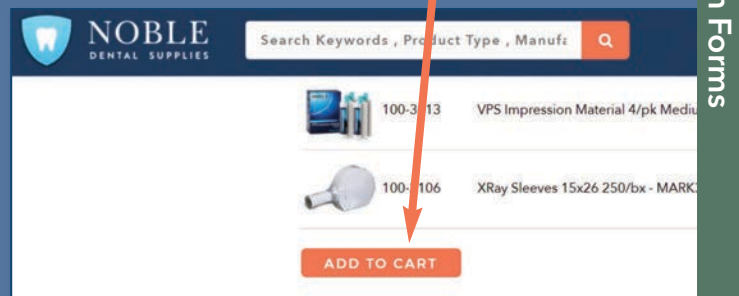 NOBLE
DENTAL SUPPLIES
Search Keywords , Product Type , Manufa
VPS Impression Material 4/pk Mediu
XRay Sleeves 15x26 250/bx - MARK
ADD TO CART
Forms